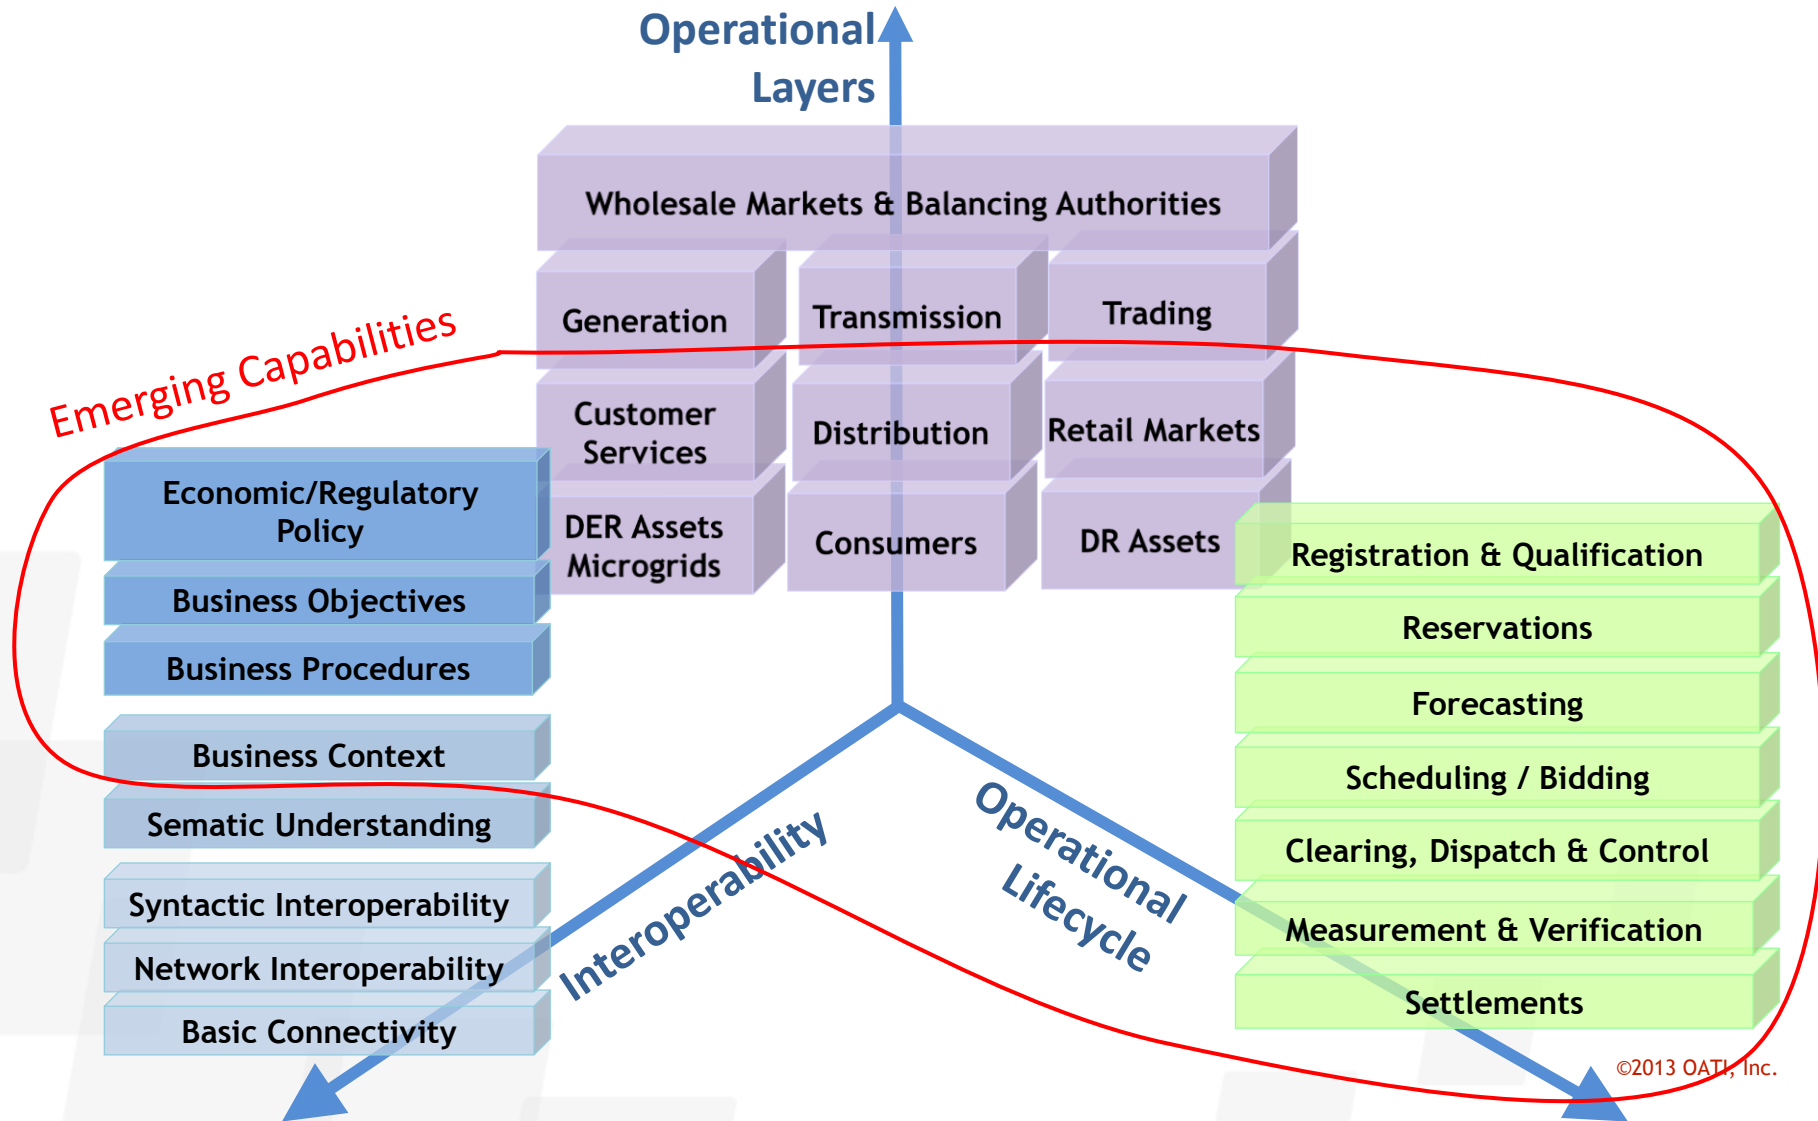 Operational
Layers
Wholesale Markets & Balancing Authorities
Generation
Transmission
Trading
Emerging Capabilities
Customer
Services
Distribution
Retail Markets
DER Assets
Microgrids
Consumers
DR Assets
Economic/Regulatory
Policy
Business Objectives
Business Procedures
Business Context
Sematic Understanding
Syntactic Interoperability
Network Interoperability
Basic Connectivity
Interoperability
Operational
Lifecycle
Registration & Qualification
Reservations
Forecasting
Scheduling / Bidding
Clearing, Dispatch & Control
Measurement & Verification
Settlements
©2013 OATI, Inc.